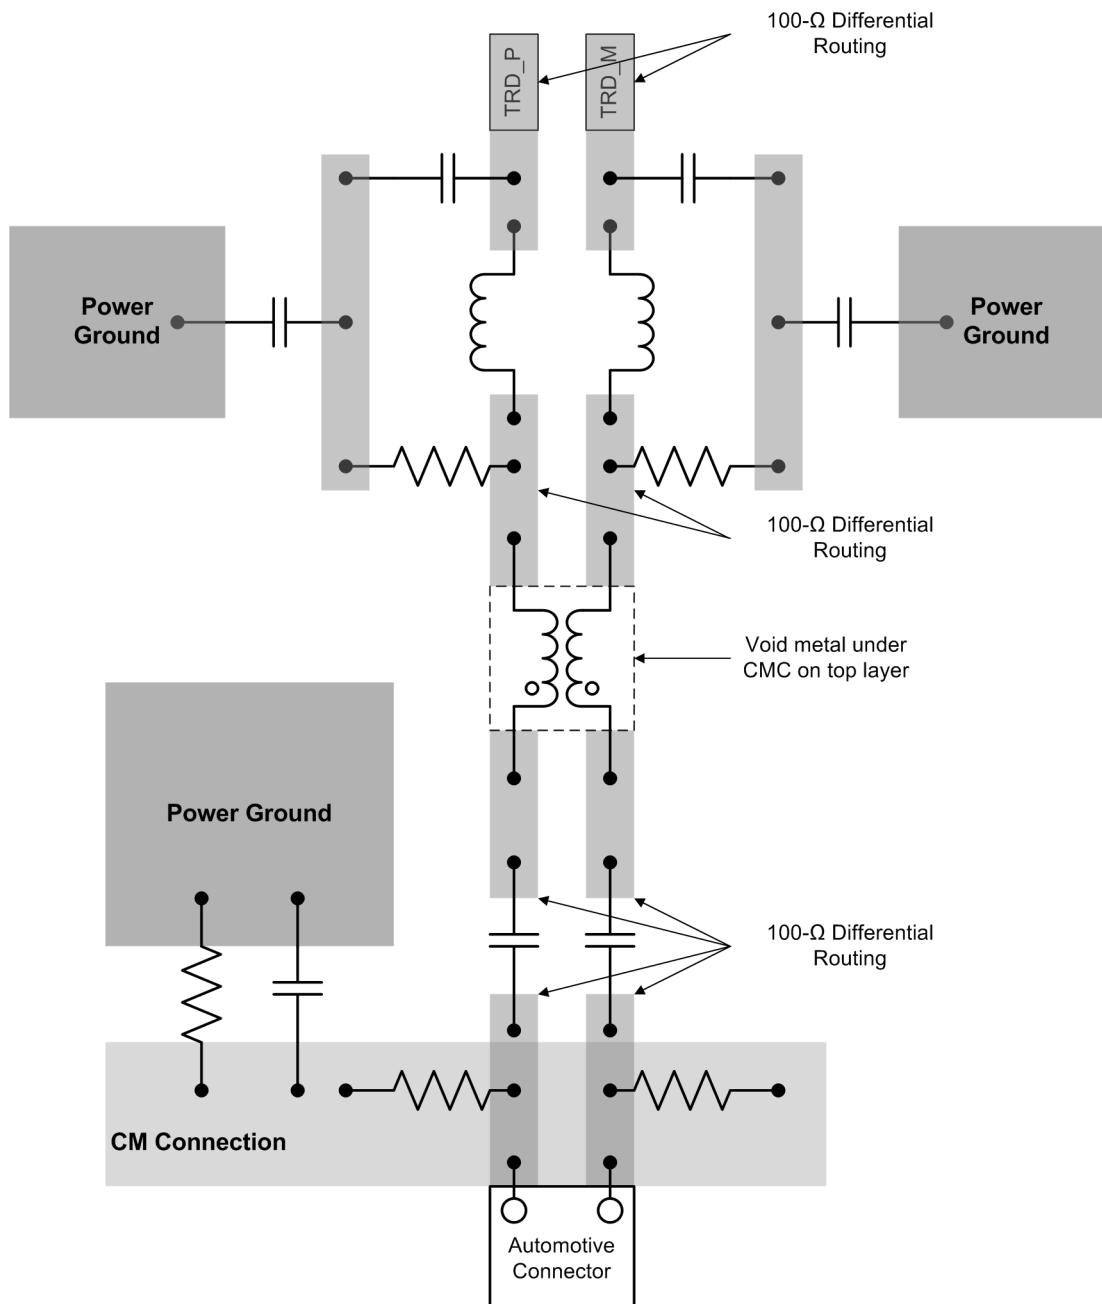 100-Ω Differential
Routing
TRD_P
TRD_M
Power
Ground
Power
Ground
100-Ω Differential
Routing
Void metal under
CMC on top layer
Power Ground
100-Ω Differential
Routing
CM Connection
Automotive
Connector